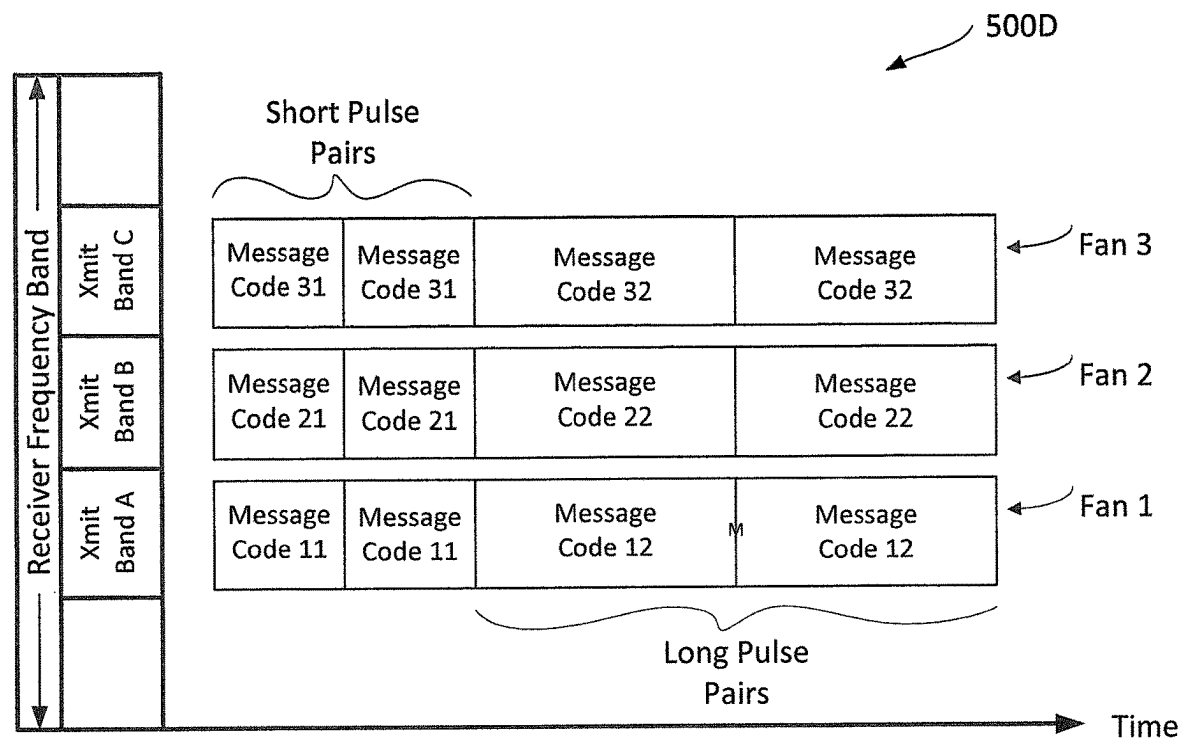 500D
Short Pulse
Pairs
Receiver Frequency Band
Xmit
Band C
Message
Code 31
Message
Code 31
Message
Code 32
Message
Code 32
Fan 3
Xmit
Band B
Message
Code 21
Message
Code 21
Message
Code 22
Message
Code 22
Fan 2
Xmit
Band A
Message
Code 11
Message
Code 11
Message
Code 12
M
Message
Code 12
Fan 1
Long Pulse
Pairs
Time